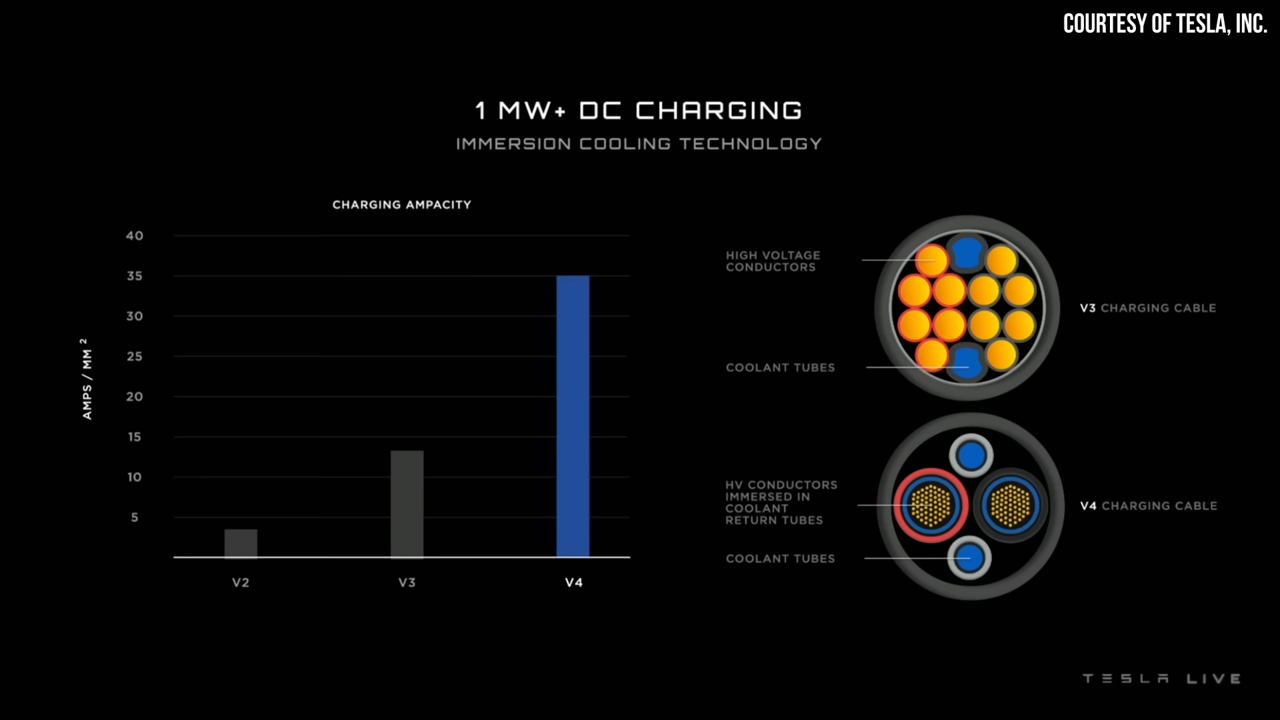 COURTESY OF TESLA, INC.
1 MW+ DC CHARGING
IMMERSION COOLING TECHNOLOGY
CHARGING AMPACITY
40
35
30
25
20
15
10
5
AMPS / MM 2
V2
V3
V4
HIGH VOLTAGE
CONDUCTORS
COOLANT TUBES
V3 CHARGING CABLE
HV CONDUCTORS
IMMERSED IN
COOLANT
RETURN TUBES
COOLANT TUBES
V4 CHARGING CABLE
TESLA LIVE